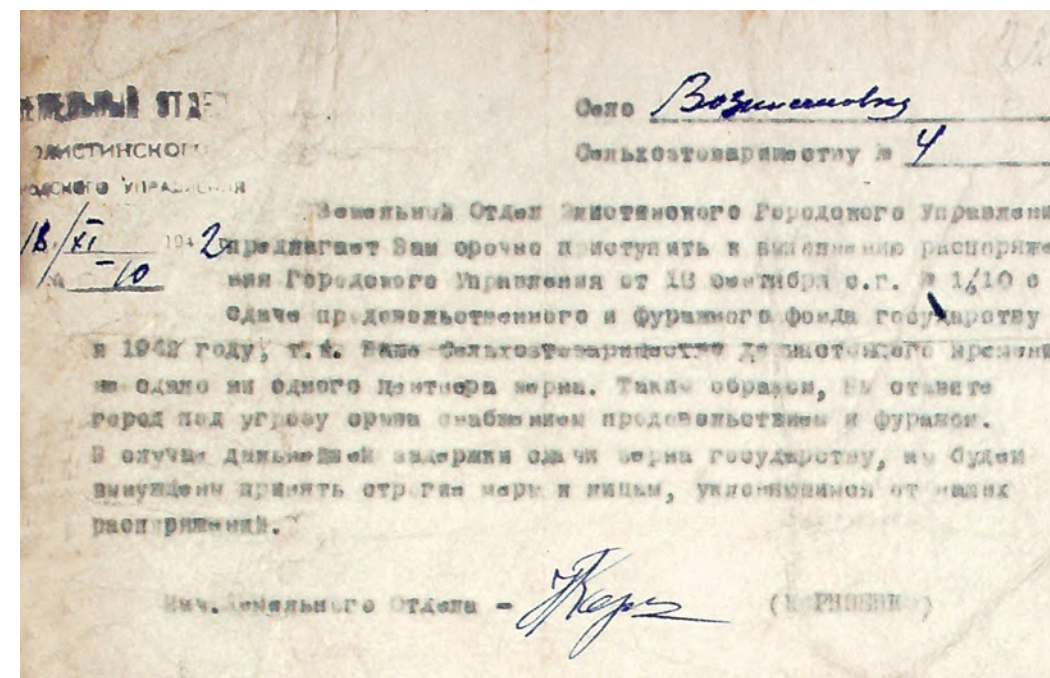 ЗЕМЕЛЬНЫЙ ОТДЕЛ
ЭЛИСТИНСКОГО
ГОРОДСКОГО УПРАВЛЕНИЯ
18/XI 1942
№ -10
Село Вознесеновка
Сельхозтовариществу № 4
Земельный Отдел Элистинского Городского Управлени
предлагает Вам срочно приступить к выполнению распоряже
ния Городского Управления от 18 сентября с.г. № 1/10 о
сдаче продовольственного и фуражного фонда государству
в 1942 году, т.к. Ваше Сельхозтоварищество до настоящего времени
не сдало ни одного центнера зерна. Таким образом, Вы ставите
город под угрозу срыва снабжением продовольствием и фуражом.
В случае дальнейшей задержки сдачи зерна государству, мы будем
вынуждены принять строгие меры к лицам, уклоняющимся от наших
распоряжений.
Нач. Земельного Отдела -